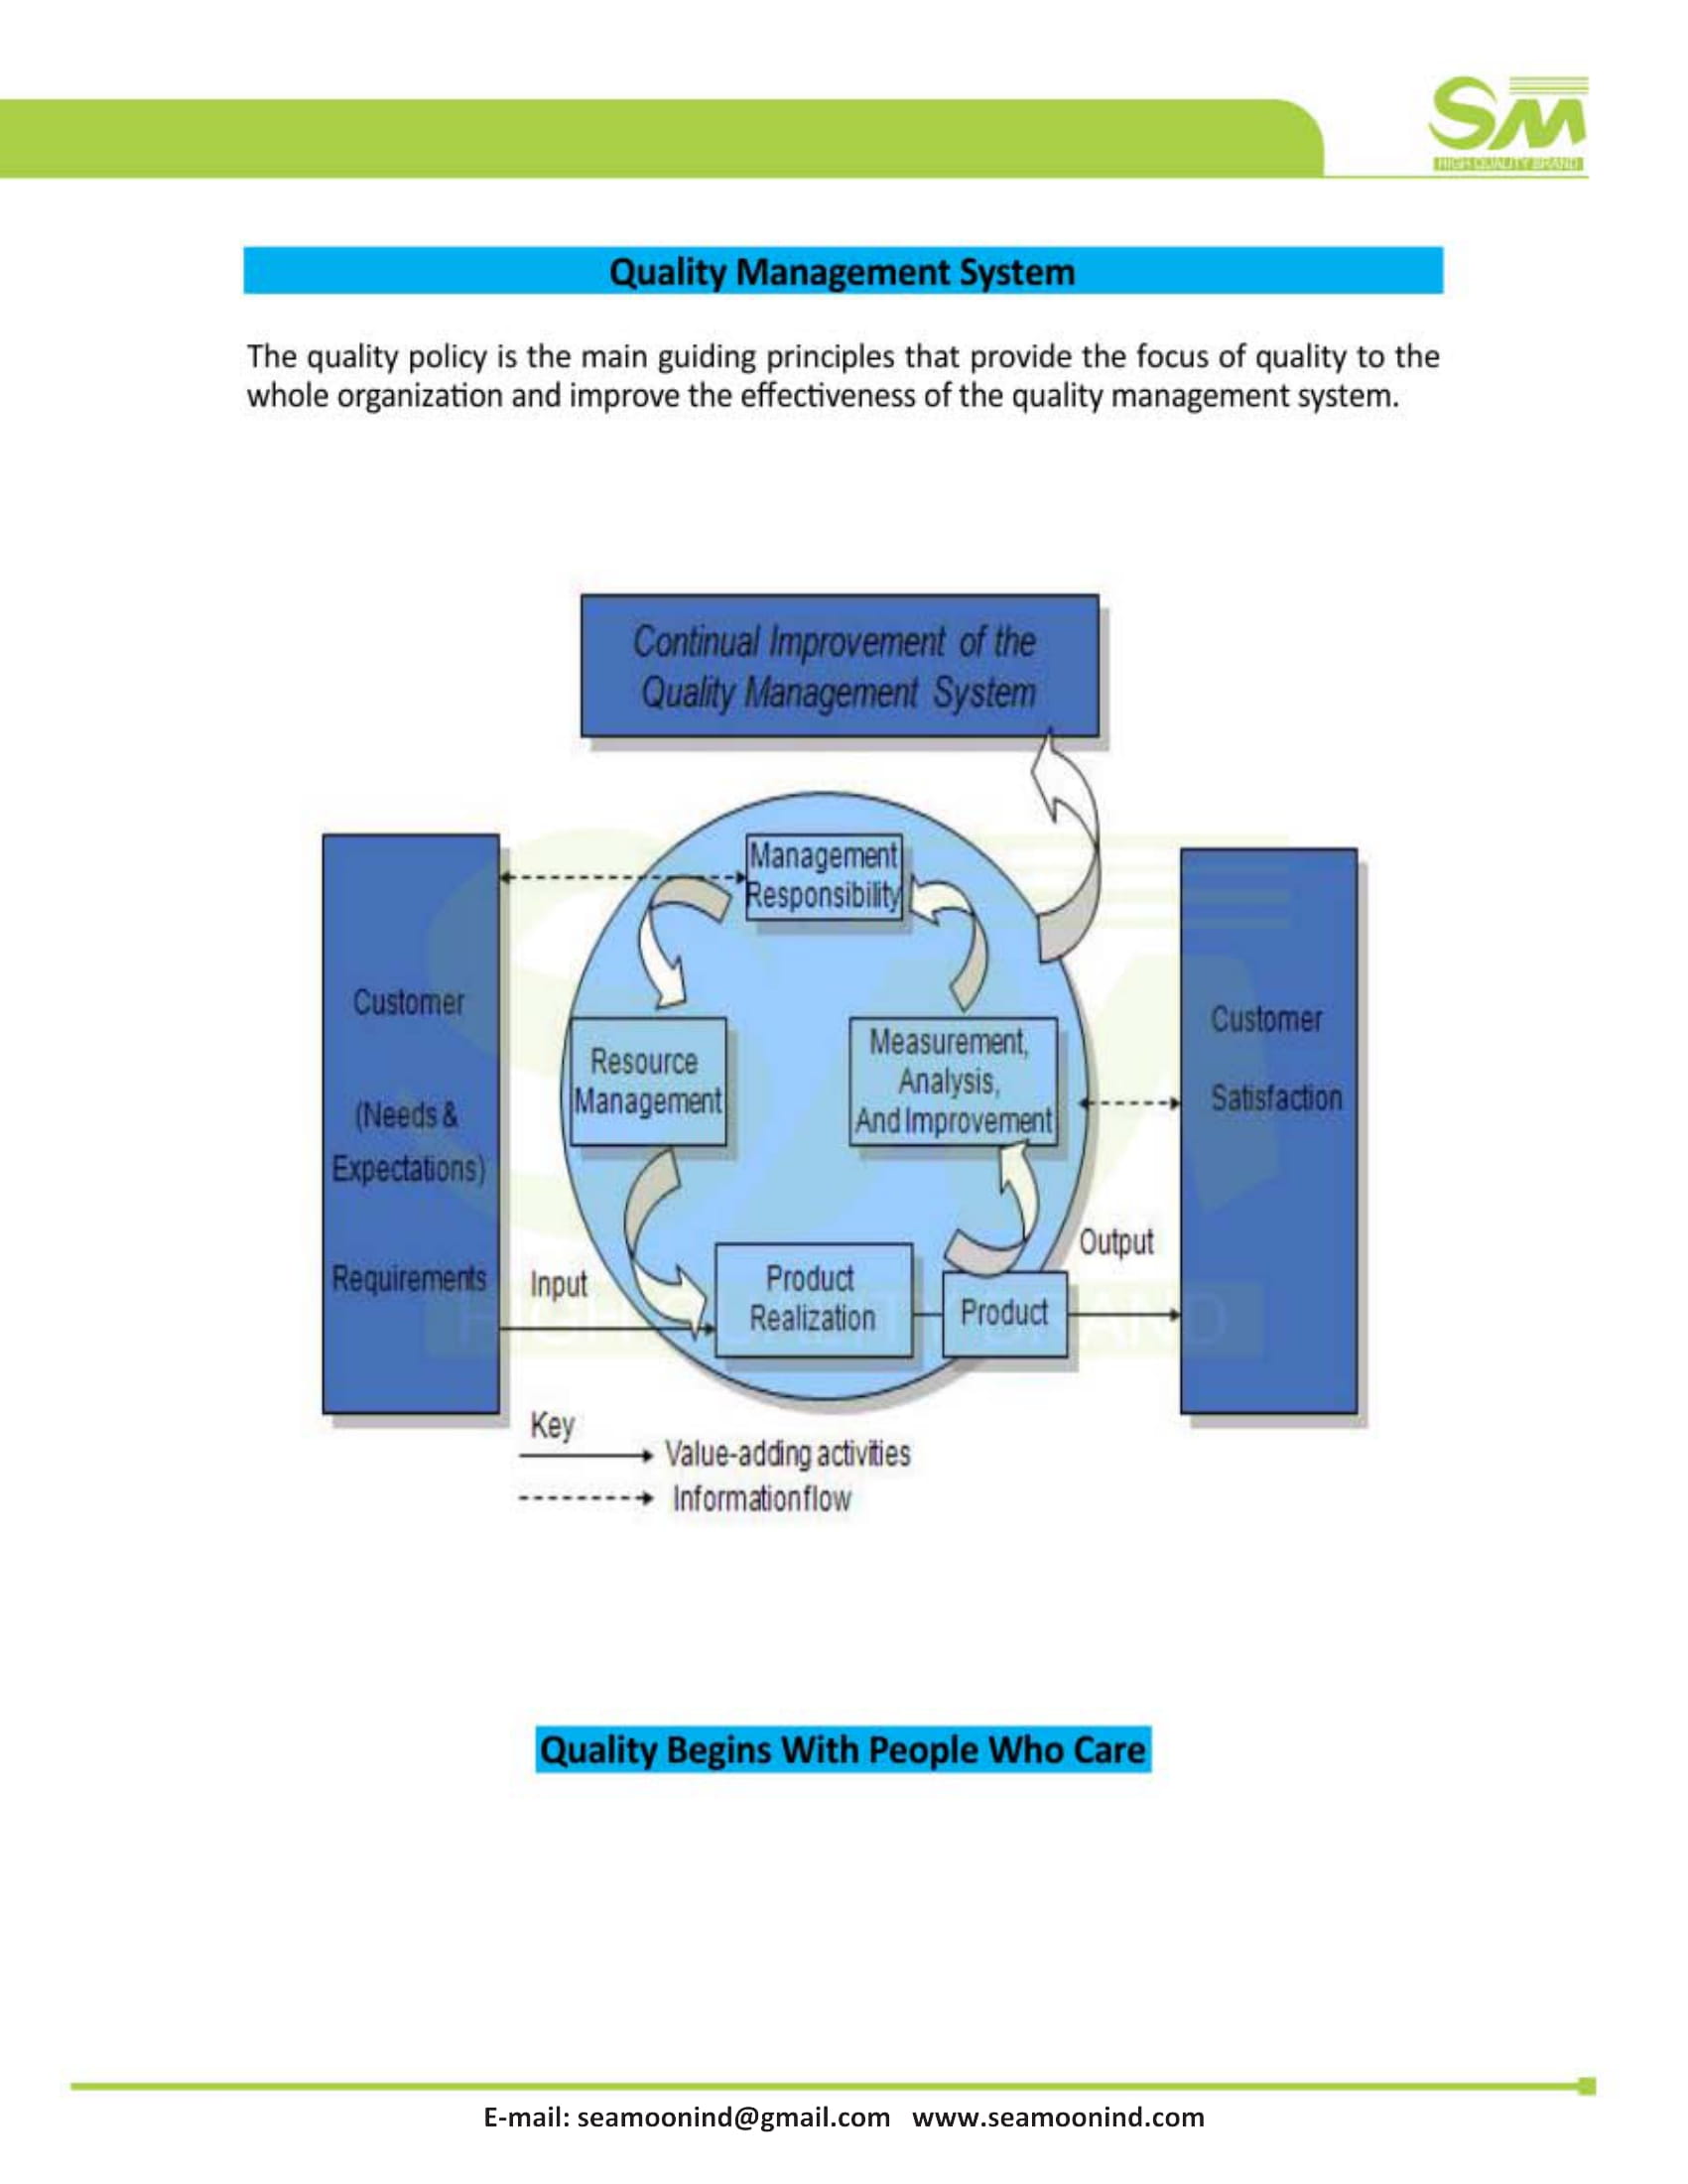 SM
HIGH QUALITY BRAND
Quality Management System
The quality policy is the main guiding principles that provide the focus of quality to the
whole organization and improve the effectiveness of the quality management system.
Continual Improvement of the
Quality Management System
Management
Responsibility
Customer
(Needs &
Expectations)
Requirements
Resource
Management
Measurement,
Analysis,
And Improvement
Customer
Satisfaction
Input
Product
Realization
Product
Output
Key
Value-adding activities
Informationflow
SM
HIGH QUALITY BRAND
Quality Begins With People Who Care
E-mail: seamoonind@gmail.com www.seamoonind.com